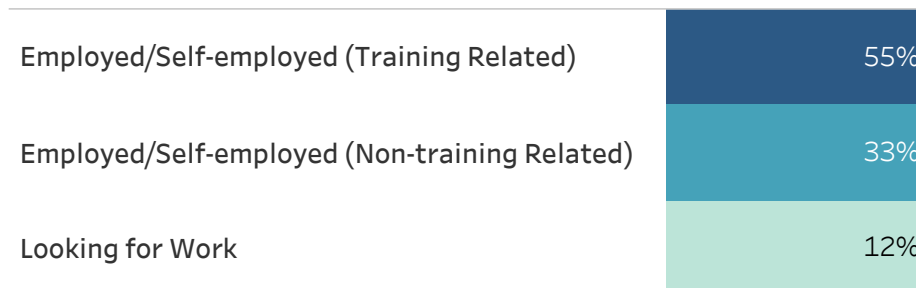 Employed/Self-employed (Training Related) 55%
Employed/Self-employed (Non-training Related) 33%
Looking for Work 12%